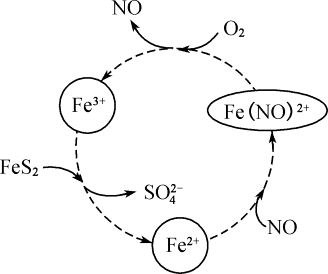 NO
O₂
Fe³⁺
Fe(NO)²⁺
FeS₂
SO₄²⁻
Fe²⁺
NO